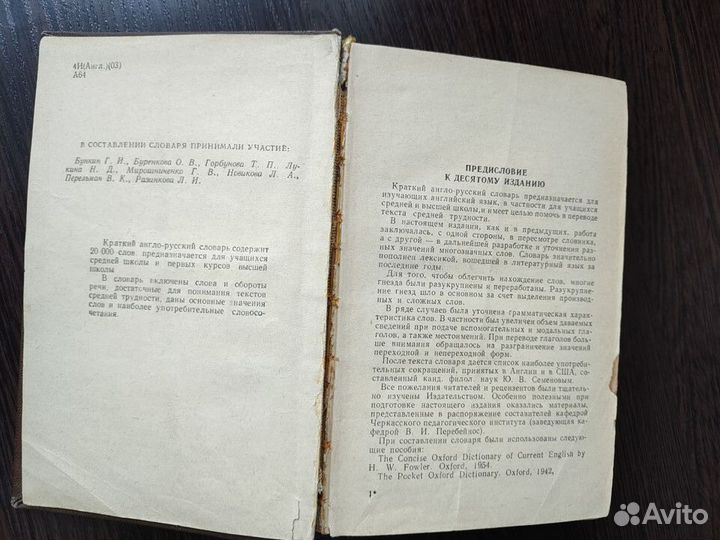 4И(Англ.)(03)
А64
В СОСТАВЛЕНИИ СЛОВАРЯ ПРИНИМАЛИ УЧАСТИЕ:
Бункин Г. И., Буренкова О. В., Горбунова Т. П., Лу-
кина Н. Д., Мирошниченко Г. В., Новикова Л. А.,
Перельман В. К., Разинкова Л. И.
Краткий англо-русский словарь содержит
20 000 слов. предназначается для учащихся
средней школы и первых курсов высшей
школы
В словарь включены слова и обороты
речи, достаточные для понимания текстов
средней трудности, даны основные значения
слов и наиболее употребительные словосо-
четания.
ПРЕДИСЛОВИЕ
К ДЕСЯТОМУ ИЗДАНИЮ
Краткий англо-русский словарь предназначается для
изучающих английский язык, в частности для учащихся
средней и высшей школы, и имеет целью помочь в переводе
текста средней трудности.
В настоящем издании, как и в предыдущих, работа
заключалась, с одной стороны, в пересмотре словника,
а с другой — в дальнейшей разработке и уточнении раз-
ных значений многозначных слов. Словарь значительно
пополнен лексикой, вошедшей в литературный язык за
последние годы.
Для того, чтобы облегчить нахождение слов, многие
гнезда были разукрупнены и переработаны. Разукрупне-
ние гнезд шло в основном за счет выделения производ-
ных и сложных слов.
В ряде случаев была уточнена грамматическая харак-
теристика слов. В частности был увеличен объем даваемых
сведений при подаче вспомогательных и модальных гла-
голов, а также местоимений. При переводе глаголов боль-
ше внимания обращалось на разграничение значений
переходной и непереходной форм.
После текста словаря дается список наиболее употреби-
тельных сокращений, принятых в Англии и в США, со-
ставленный канд. филол. наук Ю. В. Семеновым.
Все пожелания читателей и рецензентов были тщатель-
но изучены Издательством. Особенно полезными при
подготовке настоящего издания оказались материалы,
представленные в распоряжение составителей кафедрой
Черкасского педагогического института (заведующая ка-
федрой В. И. Перебейнос).
При составлении словаря были использованы следую-
щие пособия:
The Concise Oxford Dictionary of Current English by
H. W. Fowler. Oxford, 1954.
The Pocket Oxford Dictionary. Oxford, 1942,
1*
Avito